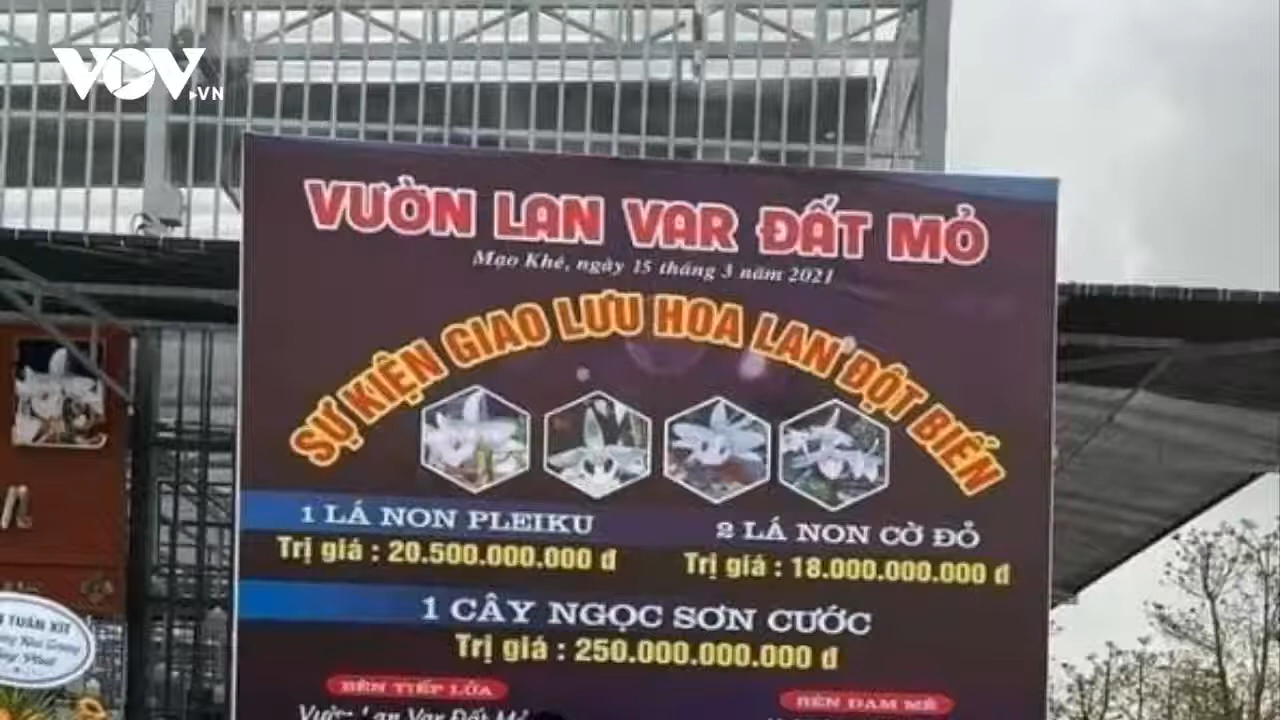 VOV
.VN
VƯỜN LAN VAR ĐẤT MỎ
Mạo Khê, ngày 15 tháng 3 năm 2021
SỰ KIỆN GIAO LƯU HOA LAN ĐỘT BIẾN
1 LÁ NON PLEIKU
Trị giá : 20.500.000.000 đ
2 LÁ NON CỜ ĐỎ
Trị giá : 18.000.000.000 đ
1 CÂY NGỌC SƠN CƯỚC
Trị giá : 250.000.000.000 đ
BÊN TIẾP LỬA
Vườn Lan Var Đất Mỏ
BÊN ĐAM MÊ
TUẤN XÍT